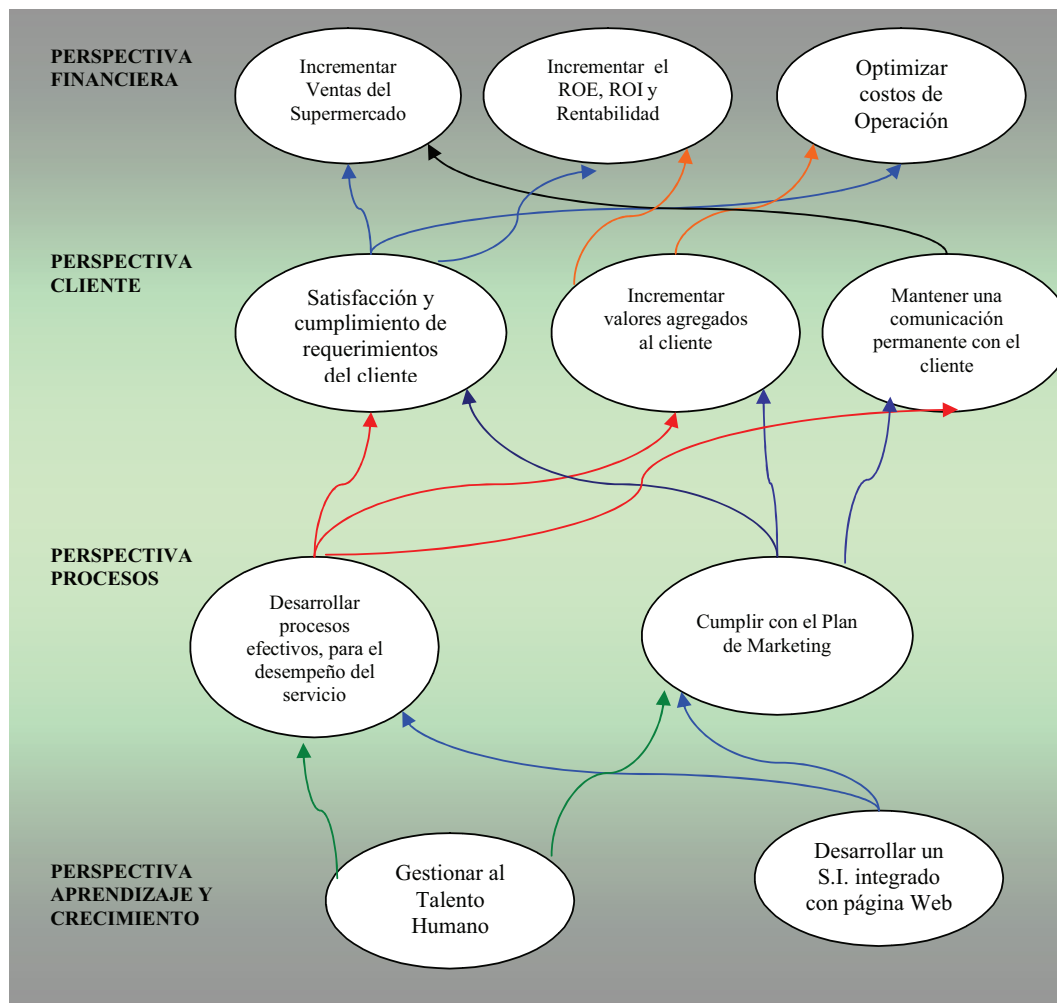 PERSPECTIVA
FINANCIERA
Incrementar
Ventas del
Supermercado
Incrementar el
ROE, ROI y
Rentabilidad
Optimizar
costos de
Operación
PERSPECTIVA
CLIENTE
Satisfacción y
cumplimiento de
requerimientos
del cliente
Incrementar
valores agregados
al cliente
Mantener una
comunicación
permanente con el
cliente
PERSPECTIVA
PROCESOS
Desarrollar
procesos
efectivos, para el
desempeño del
servicio
Cumplir con el Plan
de Marketing
PERSPECTIVA
APRENDIZAJE Y
CRECIMIENTO
Gestionar al
Talento
Humano
Desarrollar un
S.I. integrado
con página Web